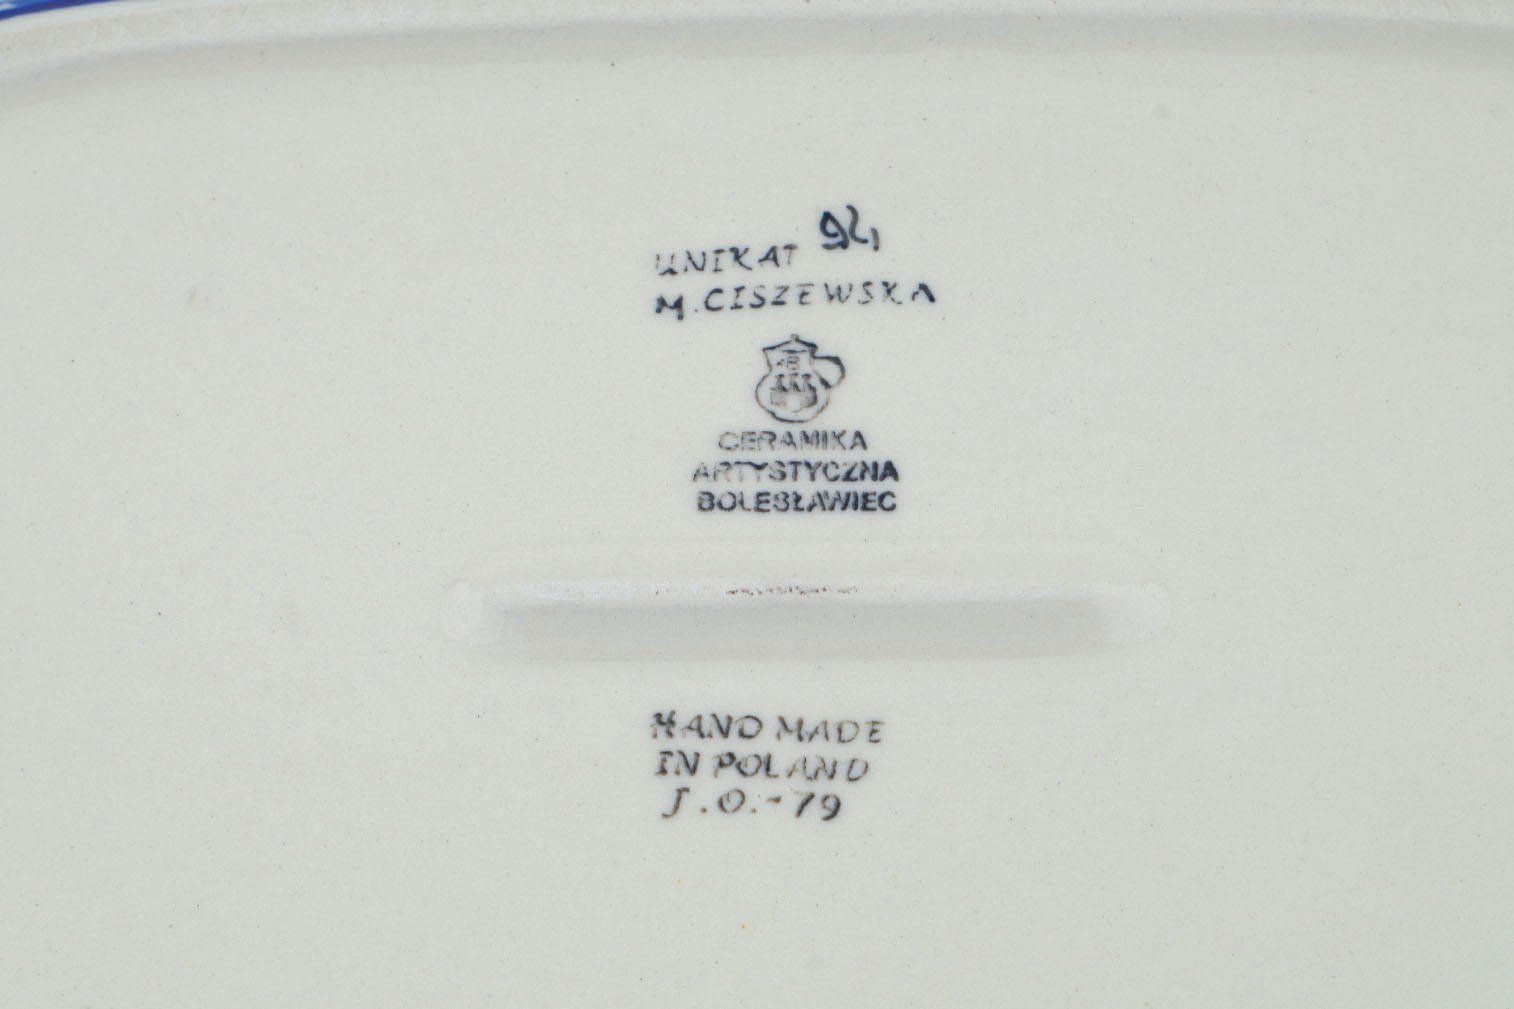 UNIKAT
M.CISZEWSKA
CERAMIKA
ARTYSTYCZNA
BOLESŁAWIEC
HAND MADE
IN POLAND
J.O.-79